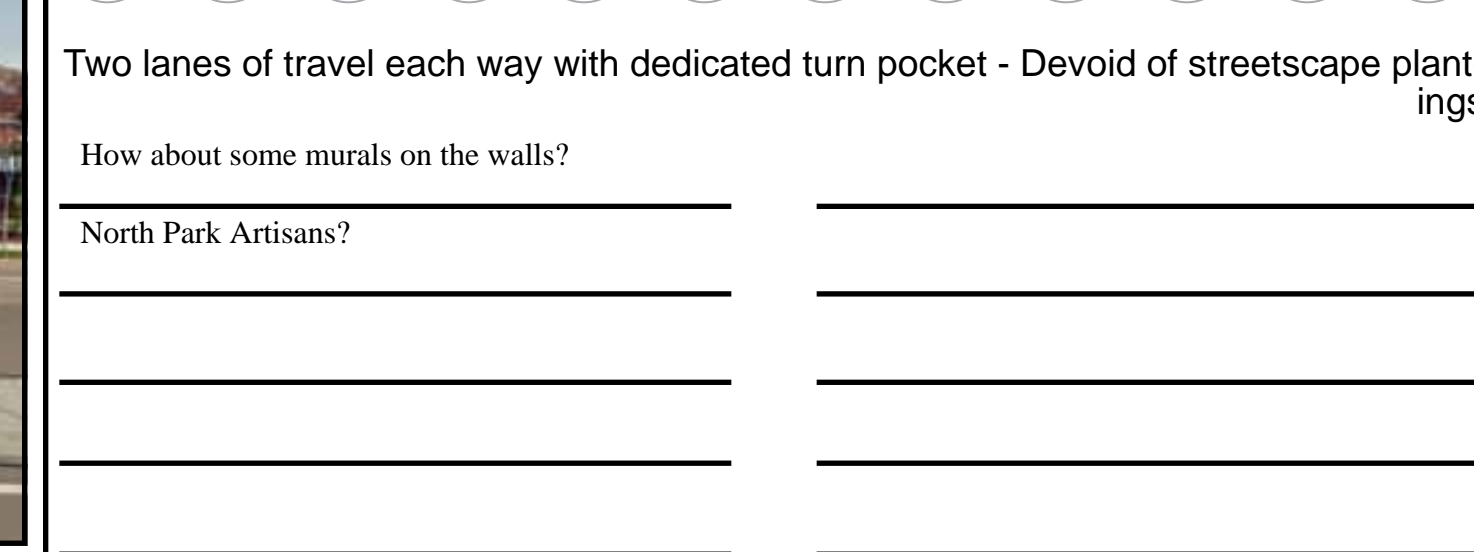 Two lanes of travel each way with dedicated turn pocket - Devoid of streetscape plant
ings
How about some murals on the walls?
North Park Artisans?